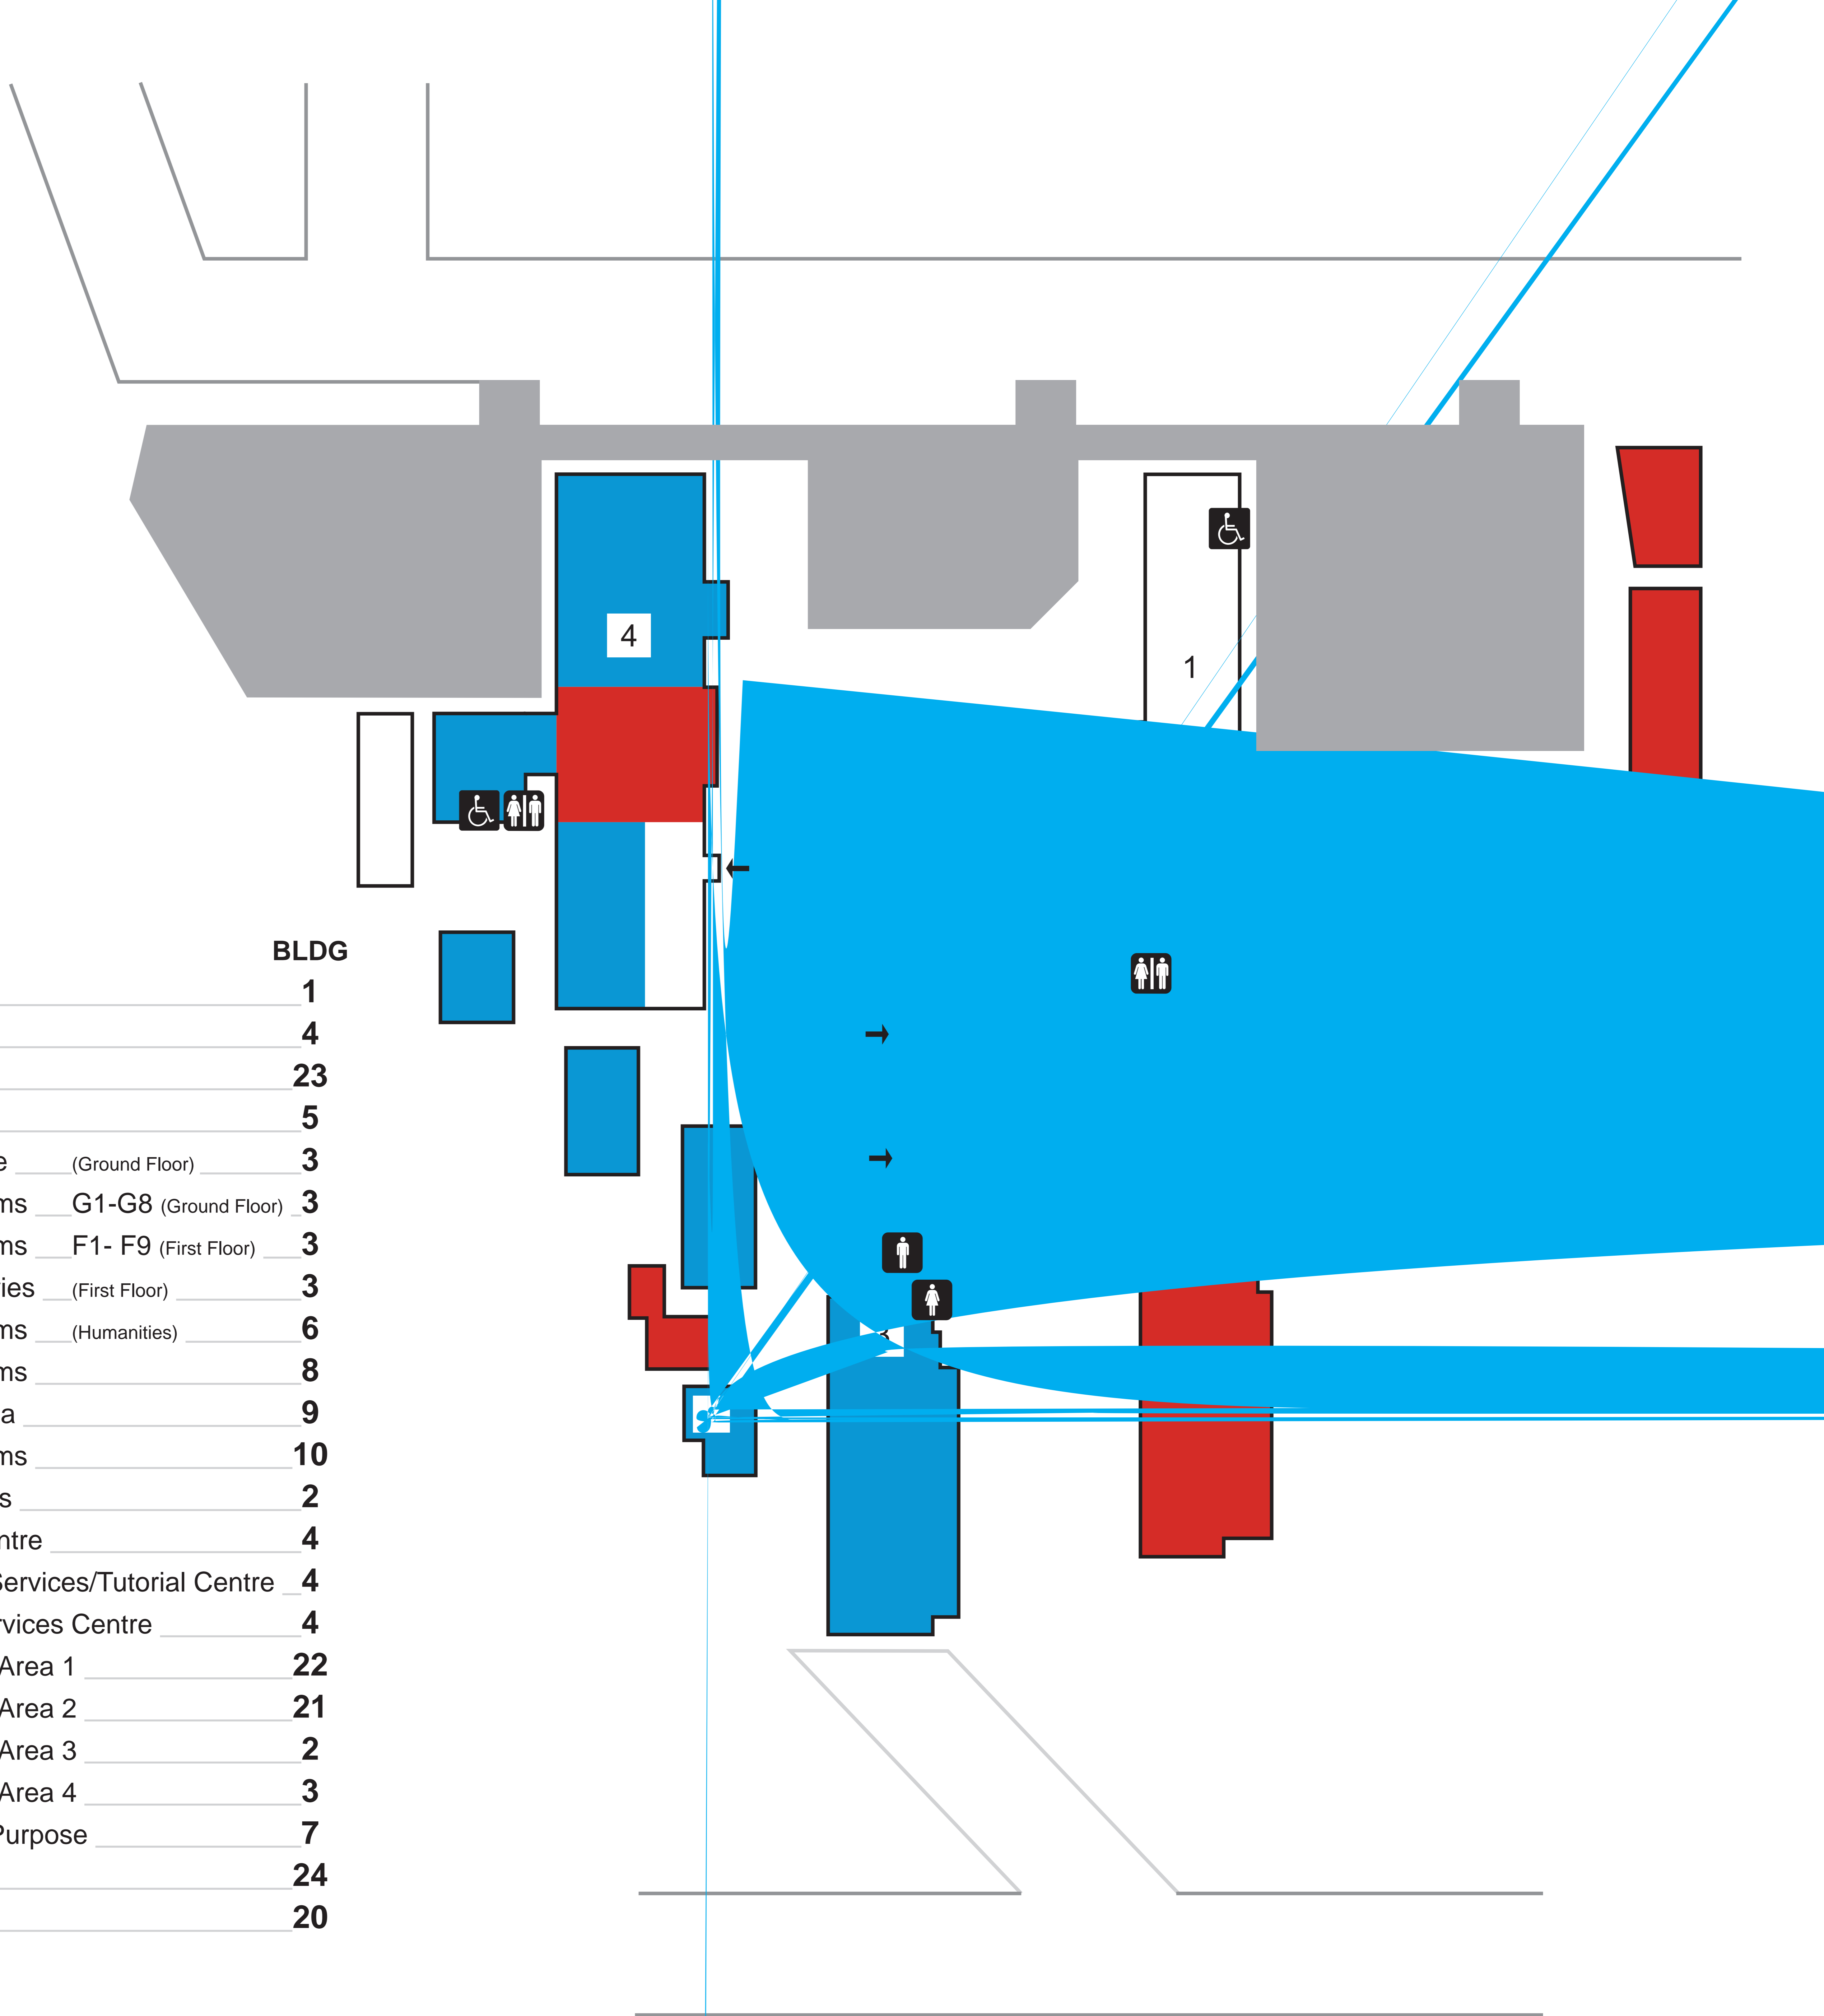 4
1
3
BLDG
1
4
23
5
e (Ground Floor) 3
ms G1-G8 (Ground Floor) 3
ms F1- F9 (First Floor) 3
ies (First Floor) 3
ms (Humanities) 6
ms 8
a 9
ms 10
s 2
ntre 4
Services/Tutorial Centre 4
rvices Centre 4
Area 1 22
Area 2 21
Area 3 2
Area 4 3
Purpose 7
24
20